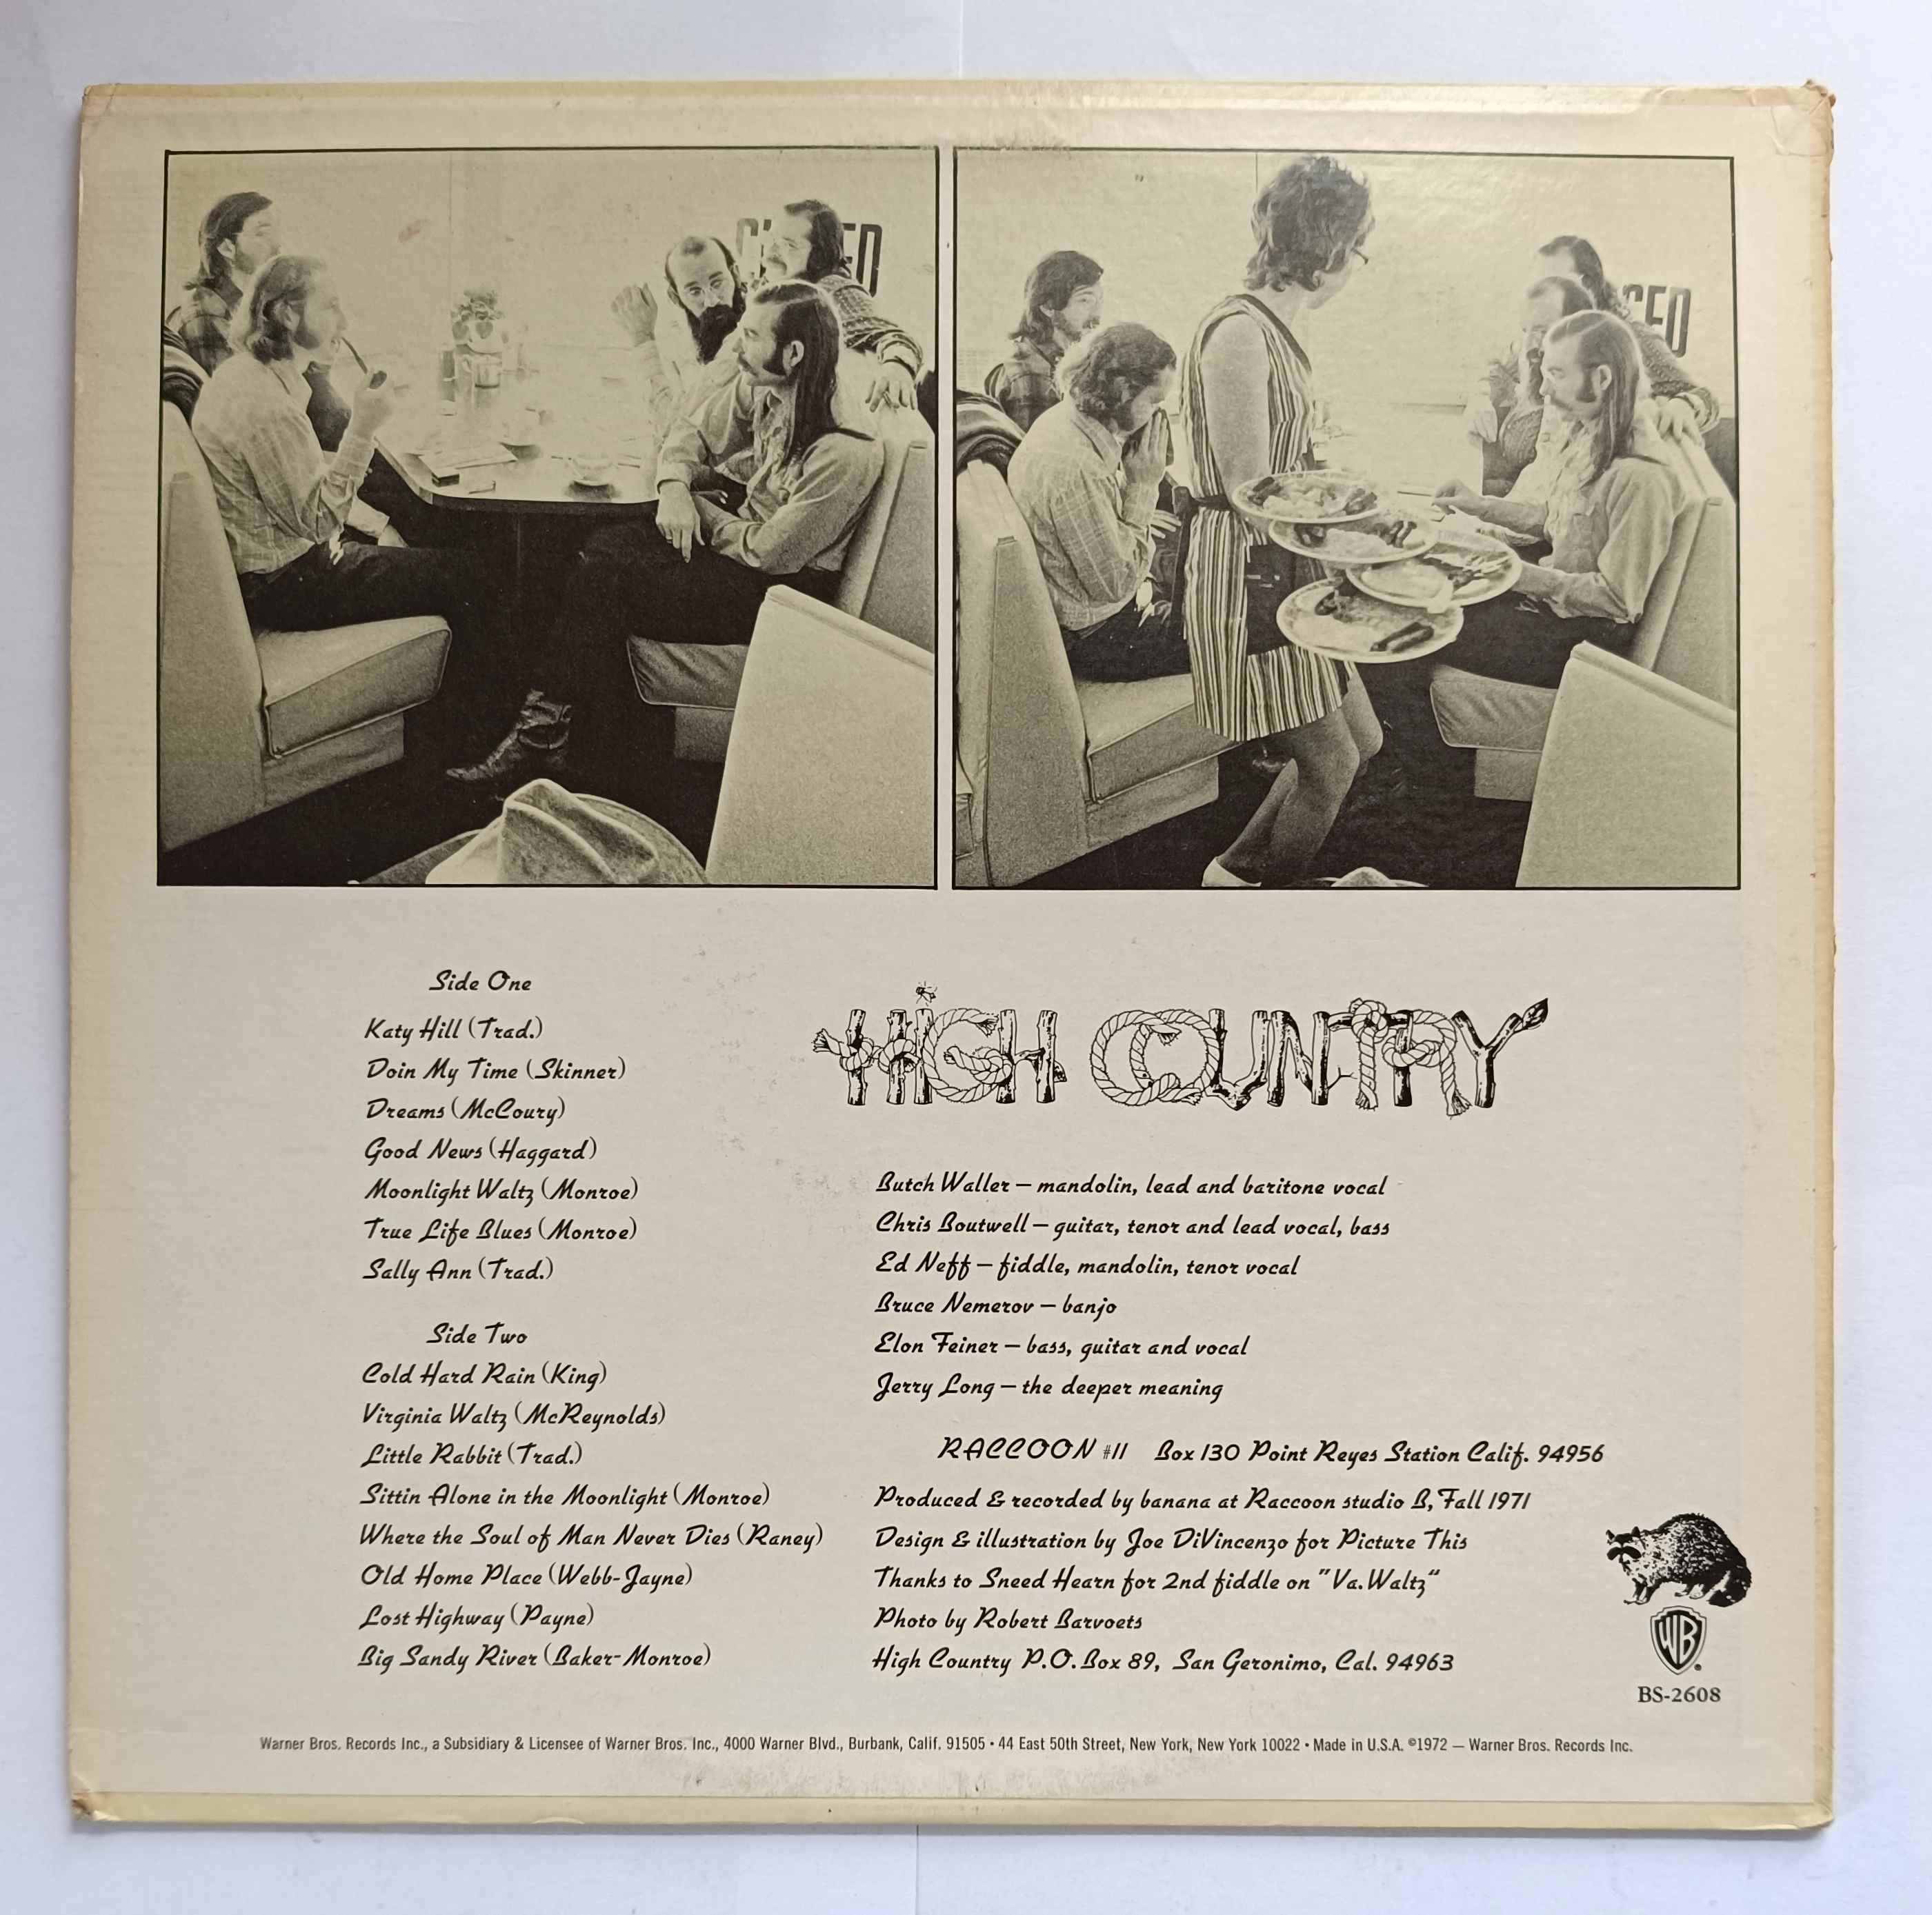 Side One
Katy Hill (Trad.)
Doin My Time (Skinner)
Dreams (McCoury)
Good News (Haggard)
Moonlight Waltz (Monroe)
True Life Blues (Monroe)
Sally Ann (Trad.)
Side Two
Cold Hard Rain (King)
Virginia Waltz (McReynolds)
Little Rabbit (Trad.)
Sittin Alone in the Moonlight (Monroe)
Where the Soul of Man Never Dies (Raney)
Old Home Place (Webb-Jayne)
Lost Highway (Payne)
Big Sandy River (Baker-Monroe)
HIGH COUNTRY
Butch Waller — mandolin, lead and baritone vocal
Chris Boutwell — guitar, tenor and lead vocal, bass
Ed Neff — fiddle, mandolin, tenor vocal
Bruce Nemerov — banjo
Elon Feiner — bass, guitar and vocal
Jerry Long — the deeper meaning
RACCOON #11 Box 130 Point Reyes Station Calif. 94956
Produced & recorded by banana at Raccoon studio B, Fall 1971
Design & illustration by Joe DiVincenzo for Picture This
Thanks to Sneed Hearn for 2nd fiddle on "Va. Waltz"
Photo by Robert Barvoets
High Country P.O. Box 89, San Geronimo, Cal. 94963
WB
BS-2608
Warner Bros. Records Inc., a Subsidiary & Licensee of Warner Bros. Inc., 4000 Warner Blvd., Burbank, Calif. 91505 • 44 East 50th Street, New York, New York 10022 • Made in U.S.A. ©1972 — Warner Bros. Records Inc.